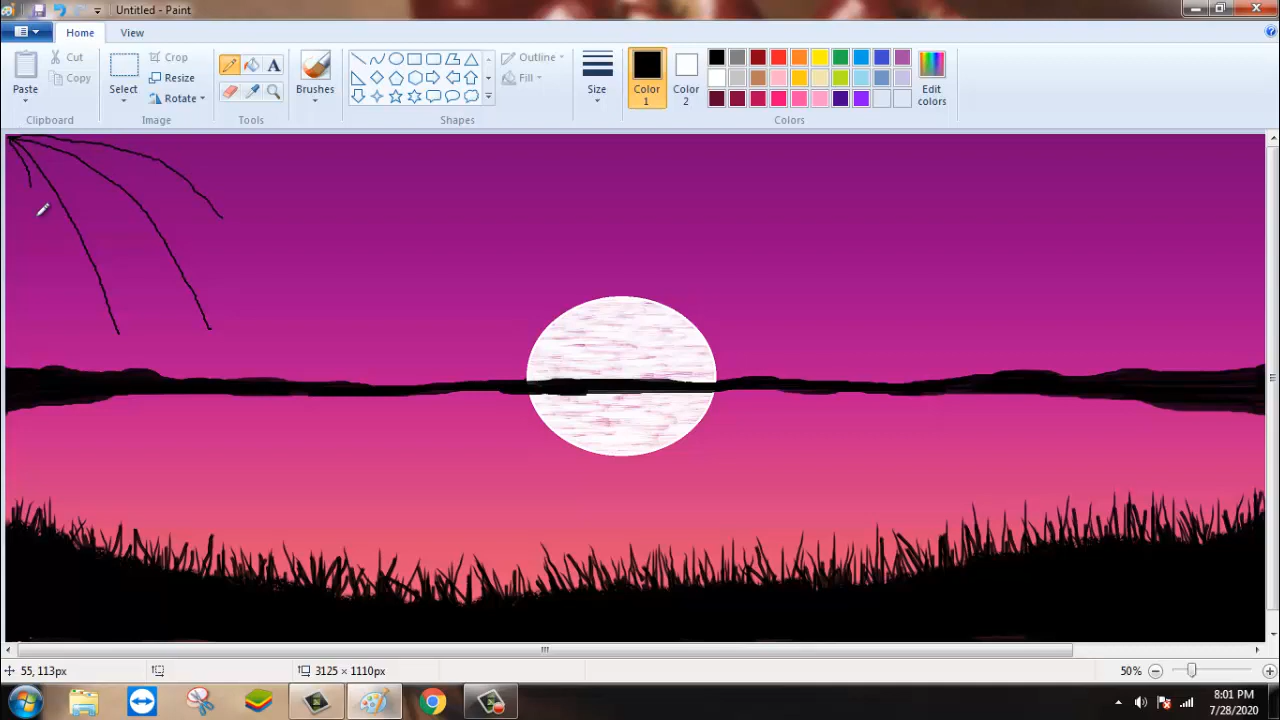 Untitled - Paint
Home View
Paste
Cut
Copy
Clipboard
Select
Crop
Resize
Rotate
Image
A
Tools
Brushes
Outline
Fill
Shapes
Size
Color
1
Color
2
Edit
colors
Colors
55, 113px
3125 × 1110px
50%
8:01 PM
7/28/2020